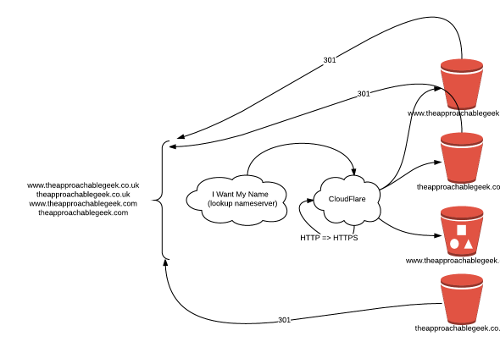 301
www.theapproachablegeek
301
theapproachablegeek.co
www.theapproachablegeek.co.uk
theapproachablegeek.co.uk
www.theapproachablegeek.com
theapproachablegeek.com
I Want My Name
(lookup nameserver)
CloudFlare
HTTP => HTTPS
www.theapproachablegeek.
301
theapproachablegeek.co.